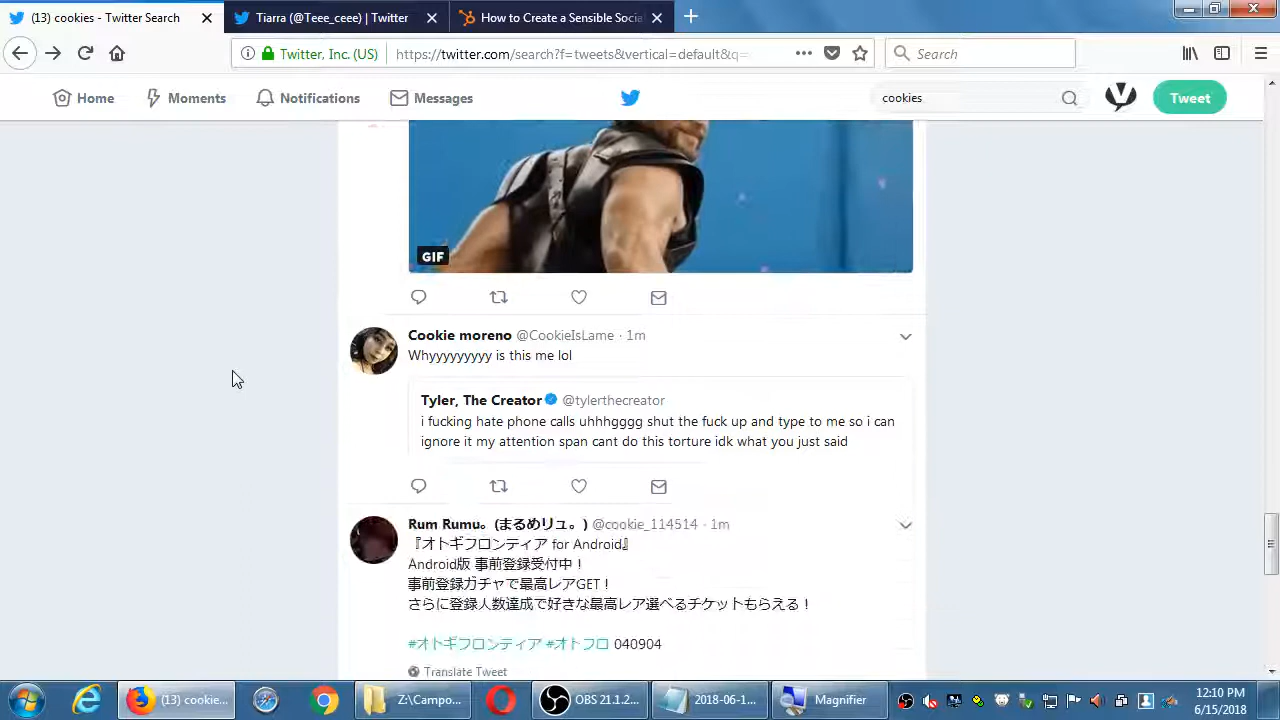 (13) cookies - Twitter Search
Tiarra (@Teee_ceee) | Twitter
How to Create a Sensible Social
Twitter, Inc. (US)
https://twitter.com/search?f=tweets&vertical=default&q=
Search
Home
Moments
Notifications
Messages
cookies
Tweet
GIF
Cookie moreno @CookieIsLame · 1m
Whyyyyyyyyy is this me lol
Tyler, The Creator @tylerthecreator
i fucking hate phone calls uhhhgggg shut the fuck up and type to me so i can
ignore it my attention span cant do this torture idk what you just said
Rum Rumu。(まるめリュ。) @cookie_114514 · 1m
『オトギフロンティア for Android』
Android版 事前登録受付中！
事前登録ガチャで最高レアGET！
さらに登録人数達成で好きな最高レア選べるチケットもらえる！
#オトギフロンティア #オトフロ 040904
Translate Tweet
(13) cookie...
Z:\Campo...
OBS 21.1.2...
2018-06-1...
Magnifier
12:10 PM
6/15/2018